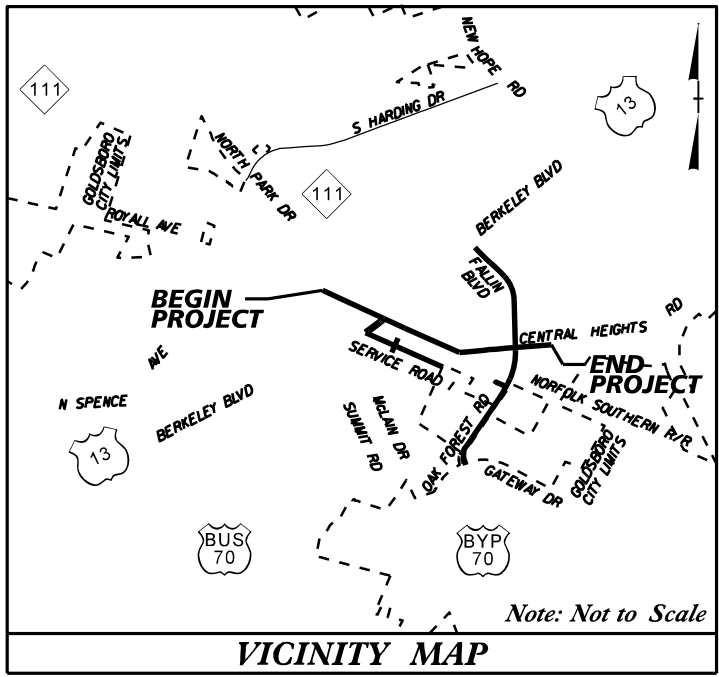 NEW HOPE RD
111
13
S HARDING DR
GOLDSBORO
CITY LIMITS
NORTH PARK DR
111
BERKELEY BLVD
ROYALL AVE
FALLIN
BLVD
BEGIN
PROJECT
RD
CENTRAL HEIGHTS
SERVICE ROAD
AVE
END
PROJECT
N SPENCE
BERKELEY BLVD
NORFOLK SOUTHERN R/R
McLAIN DR
SUMMIT RD
OAK FOREST RD
13
GATEWAY DR
GOLDSBORO
CITY LIMITS
BUS
70
BYP
70
Note: Not to Scale
VICINITY MAP